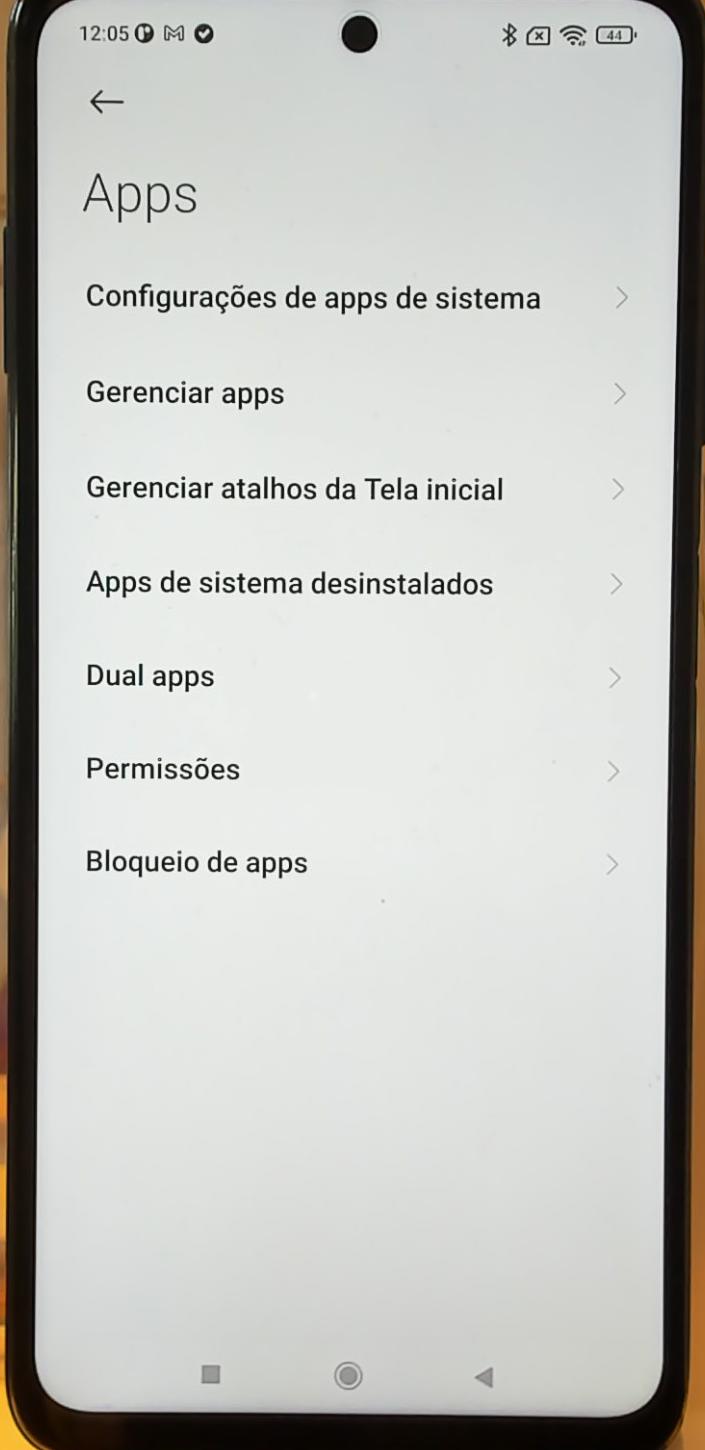 12:05
44
Apps
Configurações de apps de sistema
Gerenciar apps
Gerenciar atalhos da Tela inicial
Apps de sistema desinstalados
Dual apps
Permissões
Bloqueio de apps